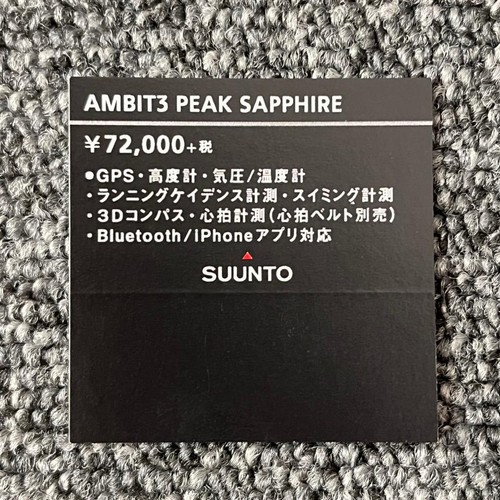 AMBIT3 PEAK SAPPHIRE
¥72,000+税
●GPS・高度計・気圧/温度計
・ランニングケイデンス計測・スイミング計測
・3Dコンパス・心拍計測(心拍ベルト別売)
・Bluetooth/iPhoneアプリ対応
SUUNTO